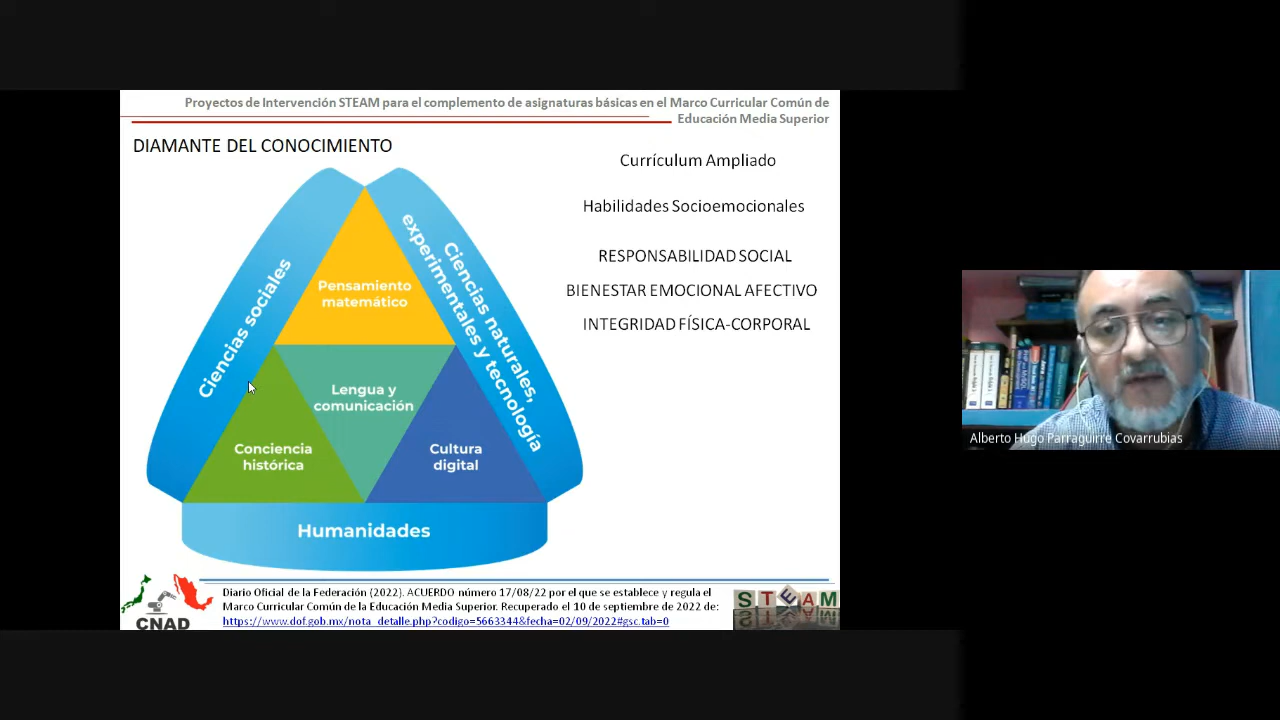 Proyectos de Intervención STEAM para el complemento de asignaturas básicas en el Marco Curricular Común de
Educación Media Superior
DIAMANTE DEL CONOCIMIENTO
Currículum Ampliado
Habilidades Socioemocionales
RESPONSABILIDAD SOCIAL
BIENESTAR EMOCIONAL AFECTIVO
INTEGRIDAD FÍSICA-CORPORAL
Ciencias sociales
Pensamiento
matemático
Ciencias naturales,
experimentales y tecnología
Lengua y
comunicación
Conciencia
histórica
Cultura
digital
Humanidades
Alberto Hugo Parraguirre Covarrubias
CNAD
Diario Oficial de la Federación (2022). ACUERDO número 17/08/22 por el que se establece y regula el
Marco Curricular Común de la Educación Media Superior. Recuperado el 10 de septiembre de 2022 de:
https://www.dof.gob.mx/nota_detalle.php?codigo=5663344&fecha=02/09/2022#gsc.tab=0
STEAM